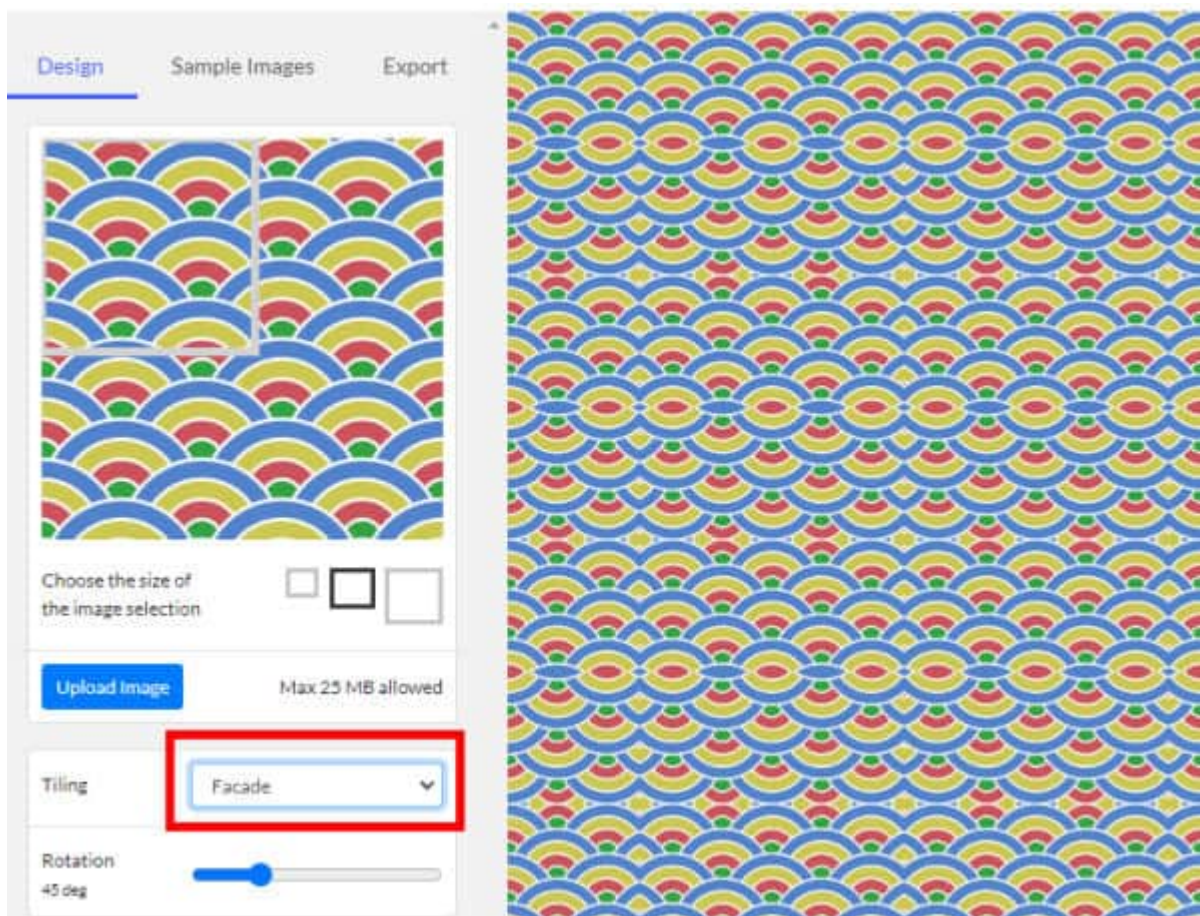 Design Sample Images Export
Choose the size of
the image selection
Upload Image Max 25 MB allowed
Tiling Facade
Rotation
45 deg